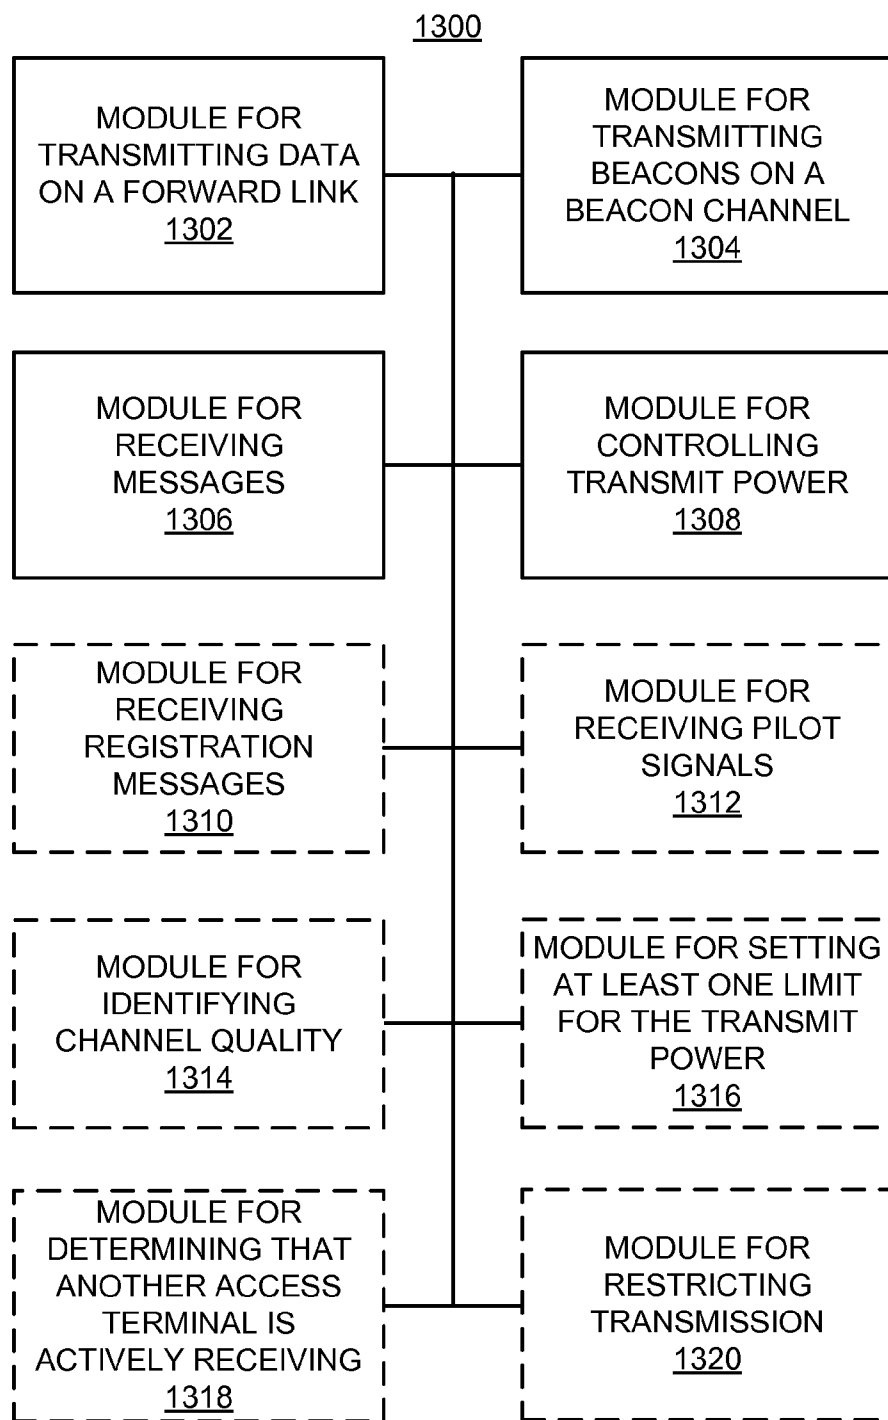 1300
MODULE FOR
TRANSMITTING DATA
ON A FORWARD LINK
1302
MODULE FOR
TRANSMITTING
BEACONS ON A
BEACON CHANNEL
1304
MODULE FOR
RECEIVING
MESSAGES
1306
MODULE FOR
CONTROLLING
TRANSMIT POWER
1308
MODULE FOR
RECEIVING
REGISTRATION
MESSAGES
1310
MODULE FOR
RECEIVING PILOT
SIGNALS
1312
MODULE FOR
IDENTIFYING
CHANNEL QUALITY
1314
MODULE FOR SETTING
AT LEAST ONE LIMIT
FOR THE TRANSMIT
POWER
1316
MODULE FOR
DETERMINING THAT
ANOTHER ACCESS
TERMINAL IS
ACTIVELY RECEIVING
1318
MODULE FOR
RESTRICTING
TRANSMISSION
1320